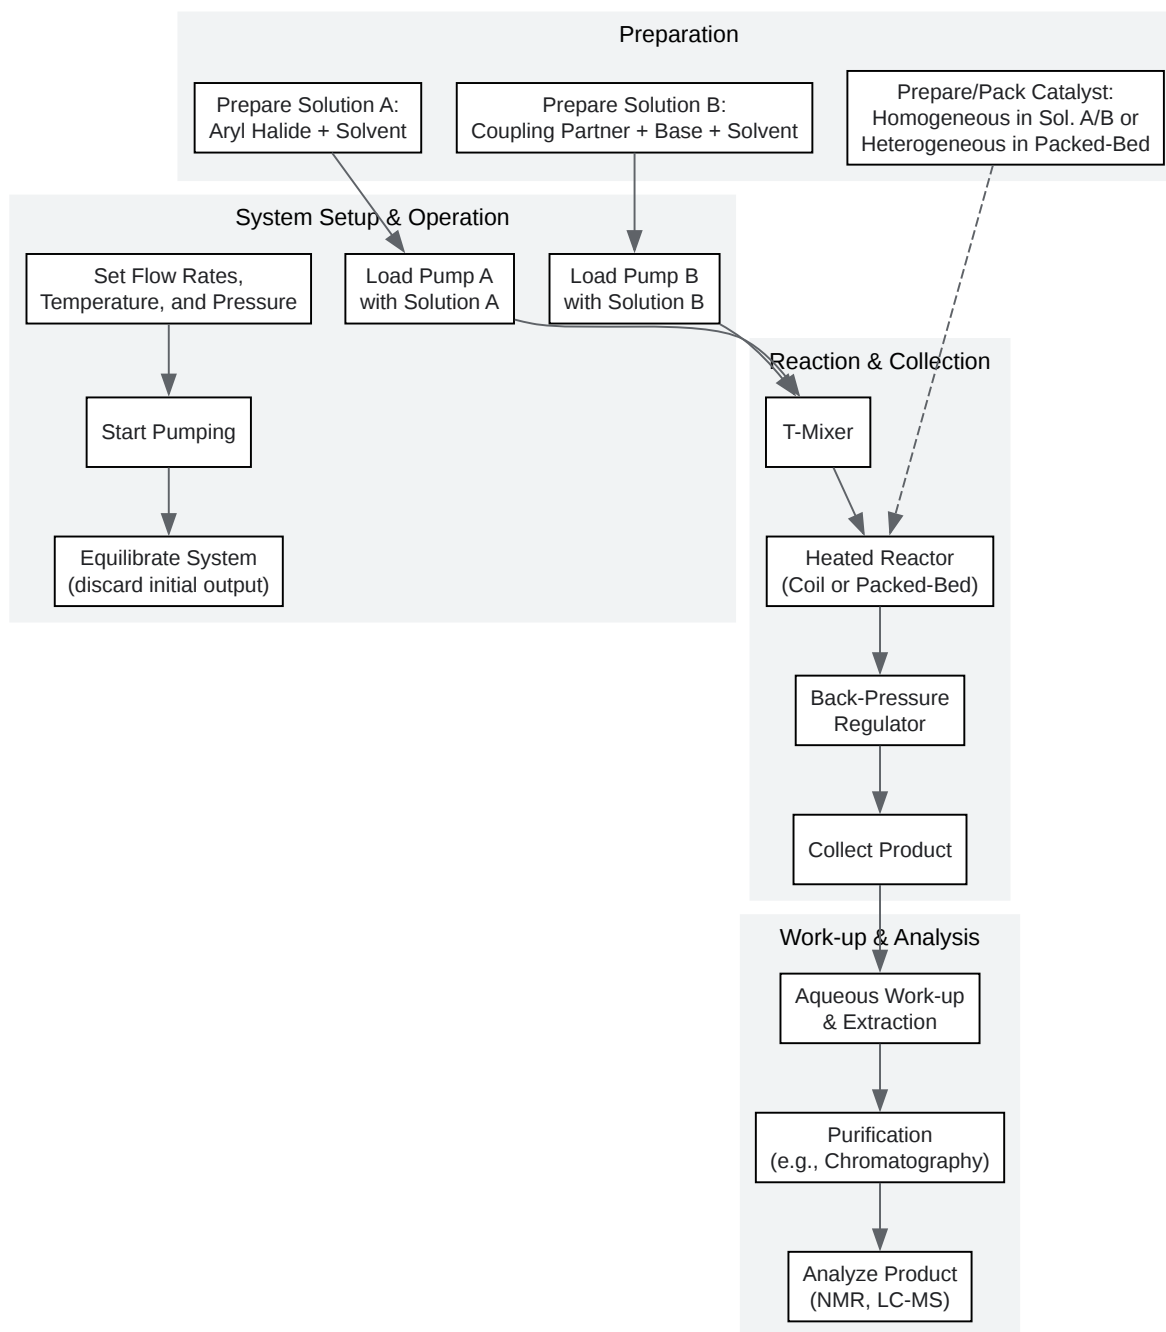 Preparation
Prepare Solution A:
Aryl Halide + Solvent
Prepare Solution B:
Coupling Partner + Base + Solvent
Prepare/Pack Catalyst:
Homogeneous in Sol. A/B or
Heterogeneous in Packed-Bed
System Setup & Operation
Set Flow Rates,
Temperature, and Pressure
Load Pump A
with Solution A
Load Pump B
with Solution B
Start Pumping
Equilibrate System
(discard initial output)
Reaction & Collection
T-Mixer
Heated Reactor
(Coil or Packed-Bed)
Back-Pressure
Regulator
Collect Product
Work-up & Analysis
Aqueous Work-up
& Extraction
Purification
(e.g., Chromatography)
Analyze Product
(NMR, LC-MS)